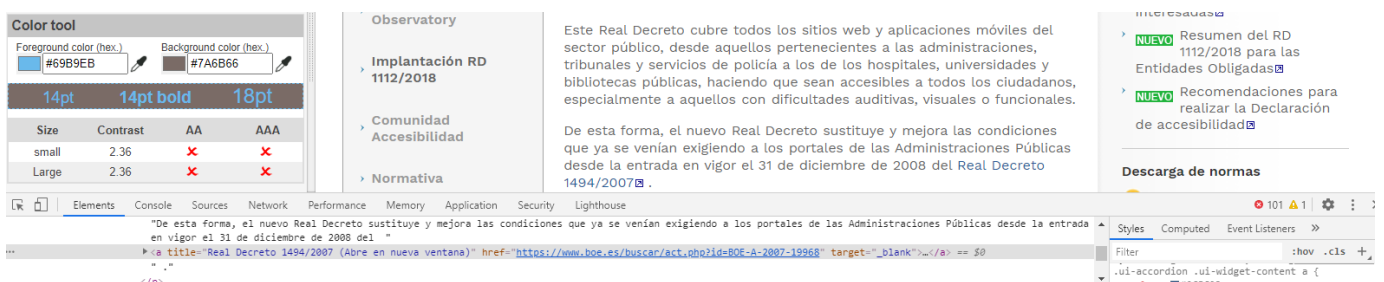 Color tool
Foreground color (hex.) Background color (hex.)
#69B9EB #7A6B66
14pt 14pt bold 18pt
Size Contrast AA AAA
small 2.36 x x
Large 2.36 x x
Observatory
Implantación RD
1112/2018
Comunidad
Accesibilidad
Normativa
Este Real Decreto cubre todos los sitios web y aplicaciones móviles del
sector público, desde aquellos pertenecientes a las administraciones,
tribunales y servicios de policía a los de los hospitales, universidades y
bibliotecas públicas, haciendo que sean accesibles a todos los ciudadanos,
especialmente a aquellos con dificultades auditivas, visuales o funcionales.
De esta forma, el nuevo Real Decreto sustituye y mejora las condiciones
que ya se venían exigiendo a los portales de las Administraciones Públicas
desde la entrada en vigor el 31 de diciembre de 2008 del Real Decreto
1494/2007 .
interesadas
NUEVO Resumen del RD
1112/2018 para las
Entidades Obligadas
NUEVO Recomendaciones para
realizar la Declaración
de accesibilidad
Descarga de normas
Elements Console Sources Network Performance Memory Application Security Lighthouse 101 1
"De esta forma, el nuevo Real Decreto sustituye y mejora las condiciones que ya se venían exigiendo a los portales de las Administraciones Públicas desde la entrada
en vigor el 31 de diciembre de 2008 del "
<a title="Real Decreto 1494/2007 (Abre en nueva ventana)" href="https://www.boe.es/buscar/act.php?id=BOE-A-2007-19968" target="_blank">…</a> == $0
" ."
Styles Computed Event Listeners »
Filter :hov .cls +
.ui-accordion .ui-widget-content a {